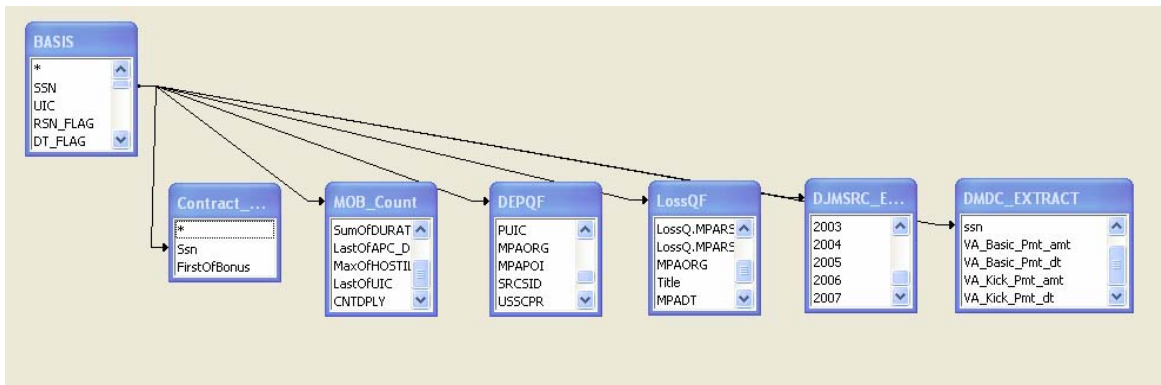 BASIS
*
SSN
UIC
RSN_FLAG
DT_FLAG
Contract_...
*
Ssn
FirstOfBonus
MOB_Count
SumOfDURAT
LastOfAPC_D
MaxOfHOSTIL
LastOfUIC
CNTDPLY
DEPQF
PUIC
MPAORG
MPAPOI
SRCSID
USSCPR
LossQF
LossQ.MPARS
LossQ.MPARS
MPAORG
Title
MPADT
DJMSRC_E...
2003
2004
2005
2006
2007
DMDC_EXTRACT
ssn
VA_Basic_Pmt_amt
VA_Basic_Pmt_dt
VA_Kick_Pmt_amt
VA_Kick_Pmt_dt